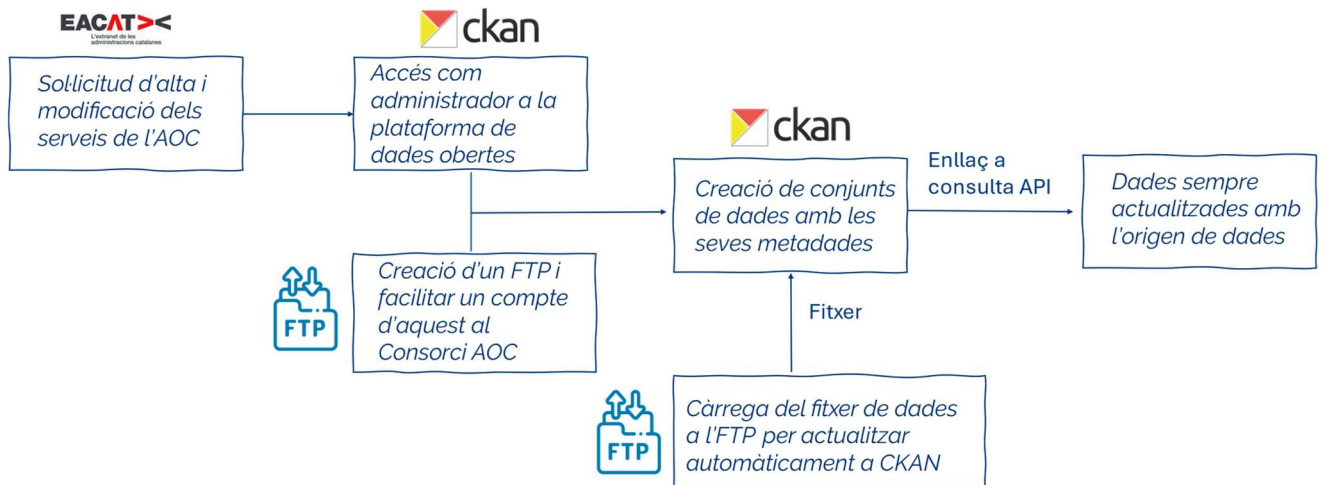 EACAT
L'extranet de les
administracions catalanes
Sol·licitud d'alta i
modificació dels
serveis de l'AOC
ckan
Accés com
administrador a la
plataforma de
dades obertes
FTP
Creació d'un FTP i
facilitar un compte
d'aquest al
Consorci AOC
ckan
Creació de conjunts
de dades amb les
seves metadades
Enllaç a
consulta API
Dades sempre
actualitzades amb
l'origen de dades
Fitxer
FTP
Càrrega del fitxer de dades
a l'FTP per actualitzar
automàticament a CKAN